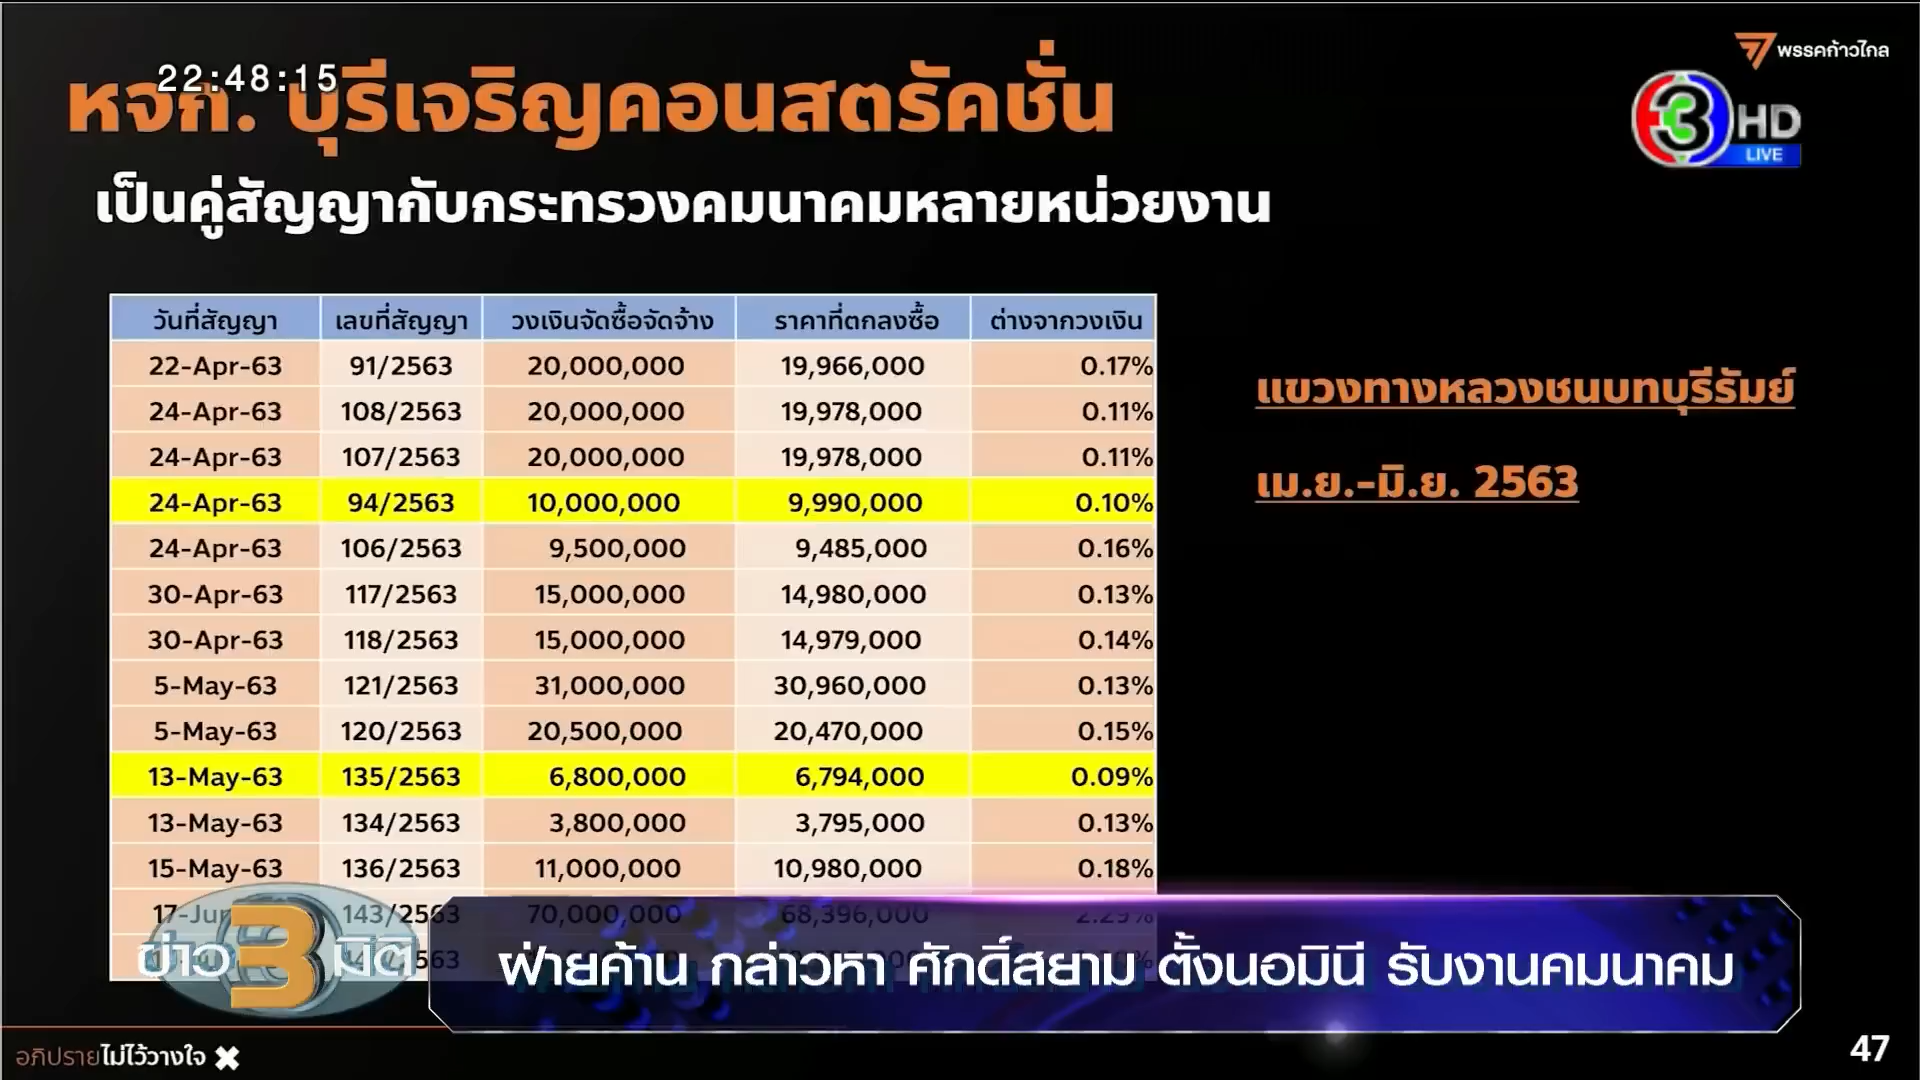 22:48:15
พรรคก้าวไกล
3 HD
LIVE
หจก. บุรีเจริญคอนสตรัคชั่น
เป็นคู่สัญญากับกระทรวงคมนาคมหลายหน่วยงาน
วันที่สัญญา เลขที่สัญญา วงเงินจัดซื้อจัดจ้าง ราคาที่ตกลงซื้อ ต่างจากวงเงิน
22-Apr-63 91/2563 20,000,000 19,966,000 0.17%
24-Apr-63 108/2563 20,000,000 19,978,000 0.11%
24-Apr-63 107/2563 20,000,000 19,978,000 0.11%
24-Apr-63 94/2563 10,000,000 9,990,000 0.10%
24-Apr-63 106/2563 9,500,000 9,485,000 0.16%
30-Apr-63 117/2563 15,000,000 14,980,000 0.13%
30-Apr-63 118/2563 15,000,000 14,979,000 0.14%
5-May-63 121/2563 31,000,000 30,960,000 0.13%
5-May-63 120/2563 20,500,000 20,470,000 0.15%
13-May-63 135/2563 6,800,000 6,794,000 0.09%
13-May-63 134/2563 3,800,000 3,795,000 0.13%
15-May-63 136/2563 11,000,000 10,980,000 0.18%
143/2563 70,000,000 68,396,000 2.29%
แขวงทางหลวงชนบทบุรีรัมย์
เม.ย.-มิ.ย. 2563
ข่าว 3 มิติ
ฝ่ายค้าน กล่าวหา ศักดิ์สยาม ตั้งนอมินี รับงานคมนาคม
อภิปรายไม่ไว้วางใจ
47